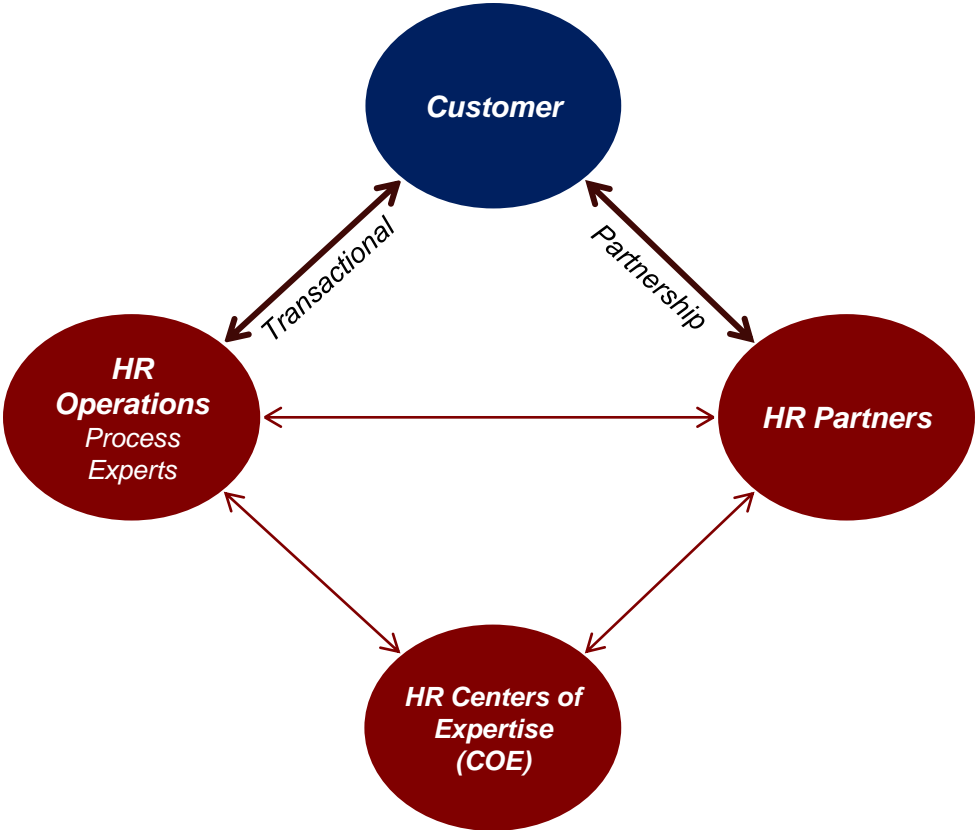 Customer
Transactional
Partnership
HR
Operations
Process
Experts
HR Partners
HR Centers of
Expertise
(COE)